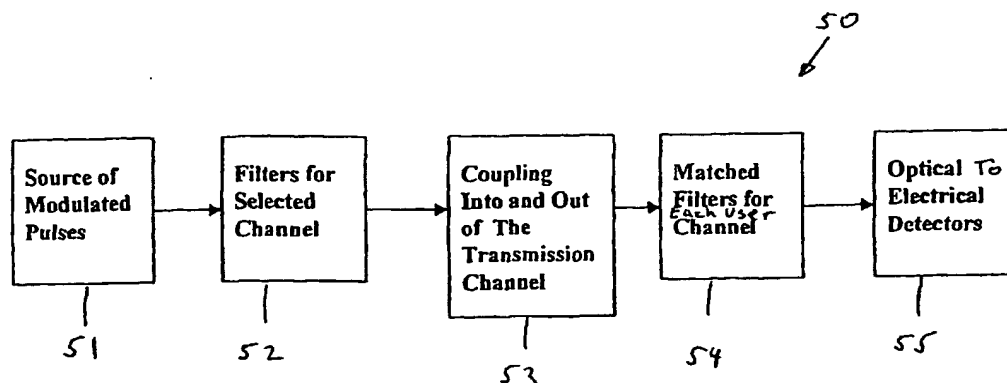 50
Source of
Modulated
Pulses
Filters for
Selected
Channel
Coupling
Into and Out
of The
Transmission
Channel
Matched
Filters for
Each User
Channel
Optical To
Electrical
Detectors
51
52
53
54
55